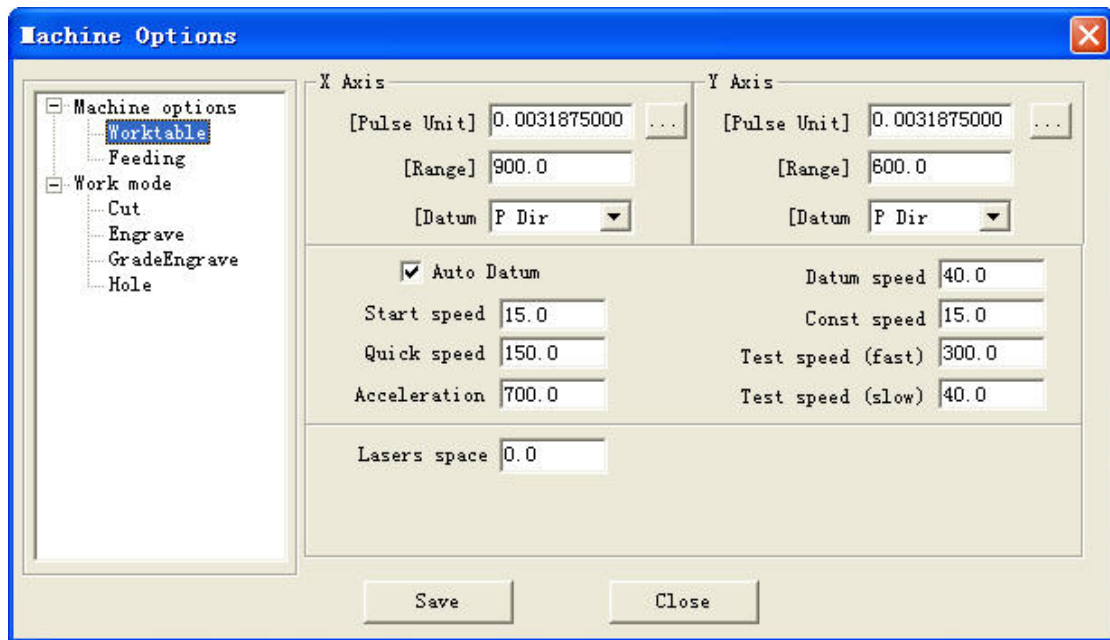 Machine Options
Machine options
Worktable
Feeding
Work mode
Cut
Engrave
GradeEngrave
Hole
X Axis
[Pulse Unit] 0.0031875000 ...
[Range] 900.0
[Datum P Dir
Y Axis
[Pulse Unit] 0.0031875000 ...
[Range] 600.0
[Datum P Dir
Auto Datum
Start speed 15.0
Quick speed 150.0
Acceleration 700.0
Datum speed 40.0
Const speed 15.0
Test speed (fast) 300.0
Test speed (slow) 40.0
Lasers space 0.0
Save Close